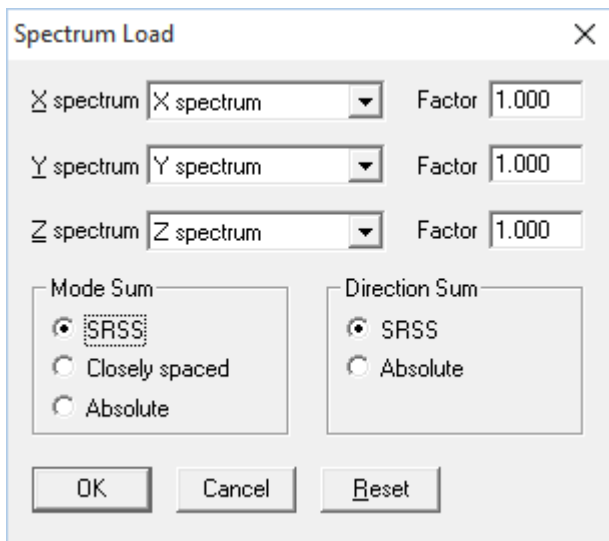 Spectrum Load
X spectrum X spectrum Factor 1.000
Y spectrum Y spectrum Factor 1.000
Z spectrum Z spectrum Factor 1.000
Mode Sum Direction Sum
SRSS SRSS
Closely spaced Absolute
Absolute
OK Cancel Reset